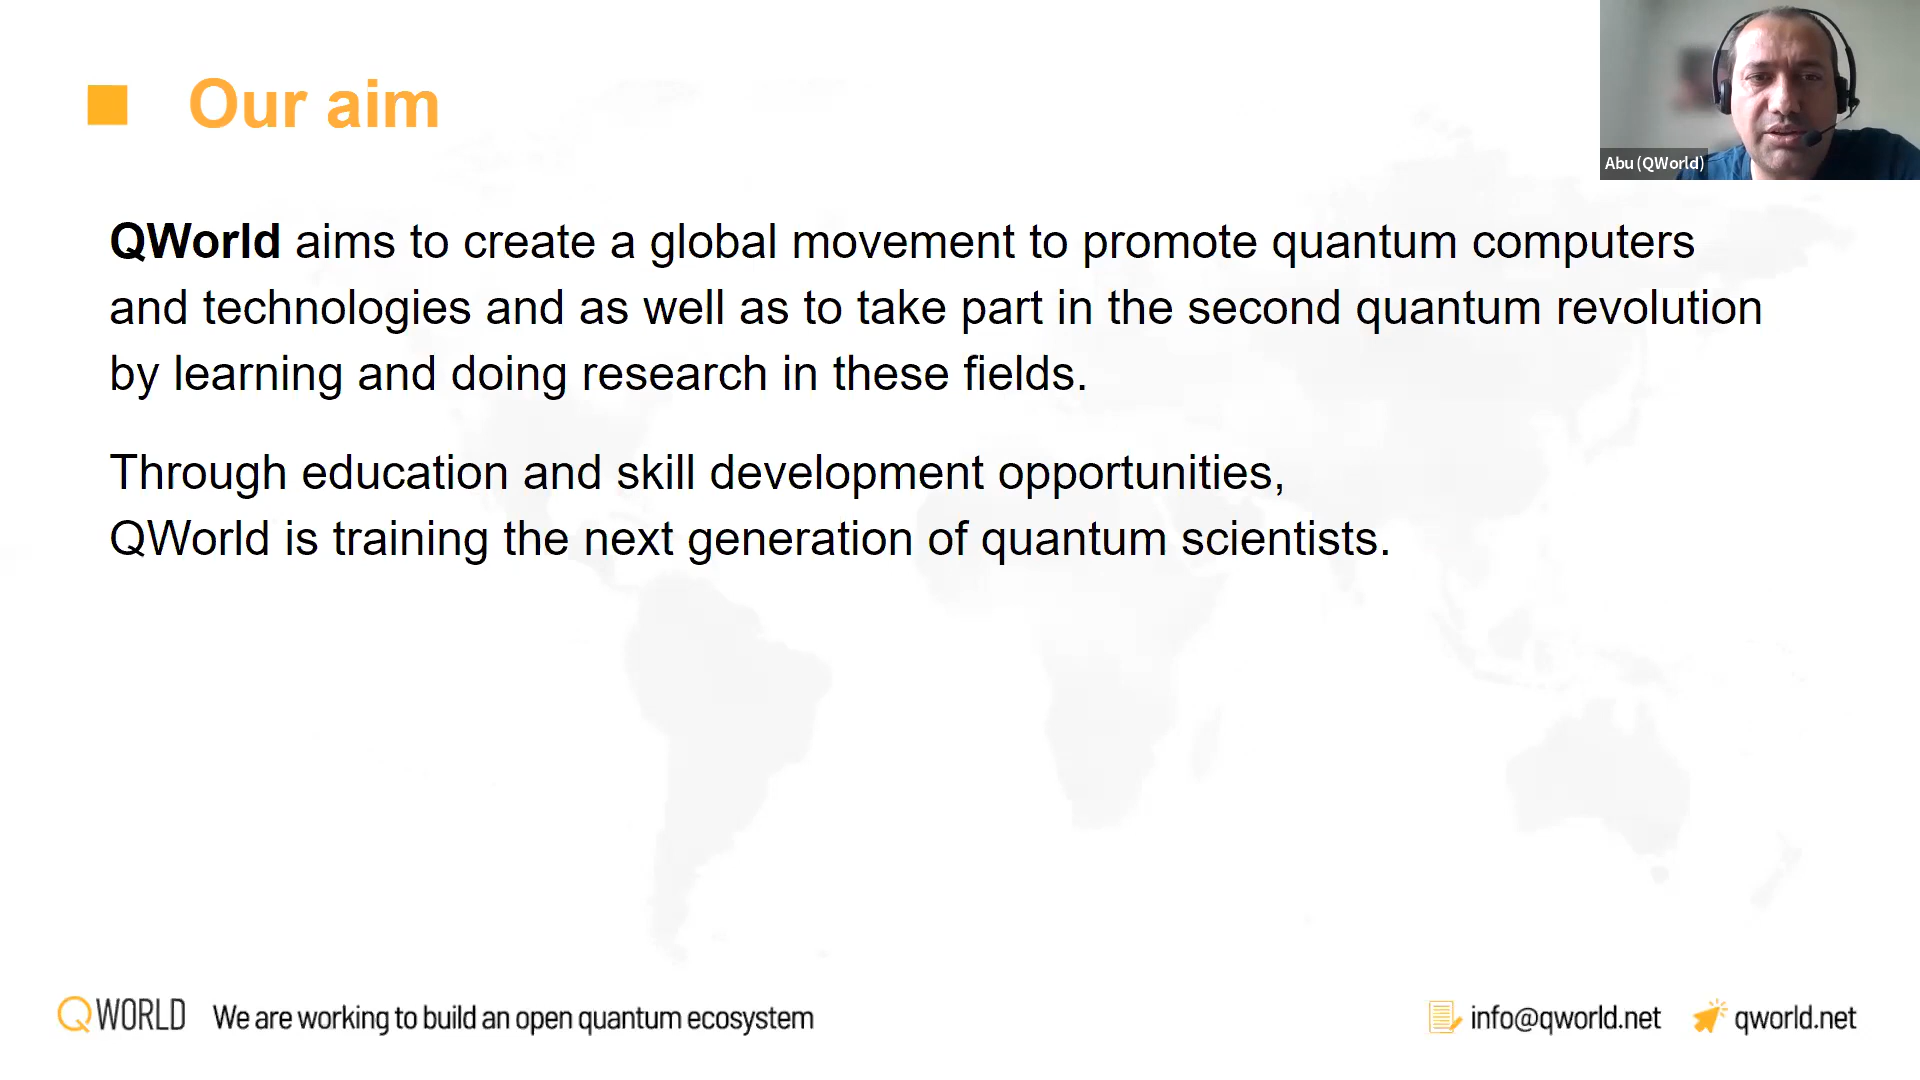 Our aim
Abu (QWorld)
QWorld aims to create a global movement to promote quantum computers
and technologies and as well as to take part in the second quantum revolution
by learning and doing research in these fields.
Through education and skill development opportunities,
QWorld is training the next generation of quantum scientists.
QWORLD We are working to build an open quantum ecosystem
info@qworld.net qworld.net